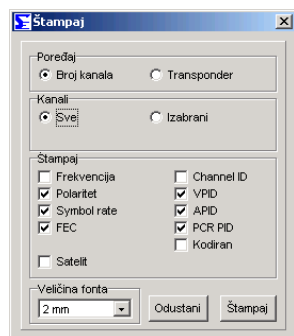 Štampaj
Poređaj
Broj kanala Transponder
Kanali
Sve Izabrani
Štampaj
Frekvencija Channel ID
Polaritet VPID
Symbol rate APID
FEC PCR PID
Kodiran
Satelit
Veličina fonta
2 mm Odustani Štampaj